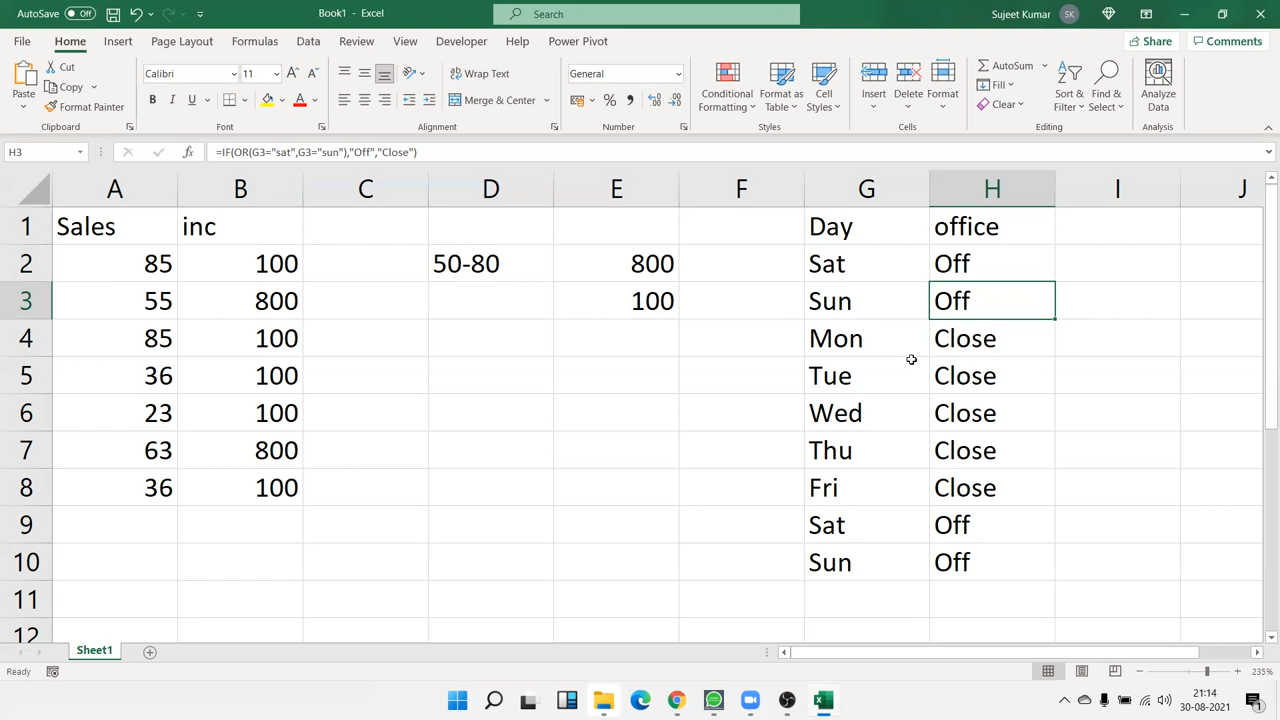 AutoSave Off Book1 - Excel Search Sujeet Kumar SK
File Home Insert Page Layout Formulas Data Review View Developer Help Power Pivot Share Comments
Paste Cut Copy Format Painter Clipboard
Calibri 11 A A B I U A Font
ab Wrap Text Merge & Center Alignment
General % , Number
Conditional Formatting Format as Table Cell Styles Styles
Insert Delete Format Cells
AutoSum Fill Clear Sort & Filter Find & Select Editing
Analyze Data Analysis
H3 fx =IF(OR(G3="sat",G3="sun"),"Off","Close")
A B C D E F G H I J
1 Sales inc Day office
2 85 100 50-80 800 Sat Off
3 55 800 100 Sun Off
4 85 100 Mon Close
5 36 100 Tue Close
6 23 100 Wed Close
7 63 800 Thu Close
8 36 100 Fri Close
9 Sat Off
10 Sun Off
11
12
Sheet1
Ready 235%
21:14
30-08-2021
1